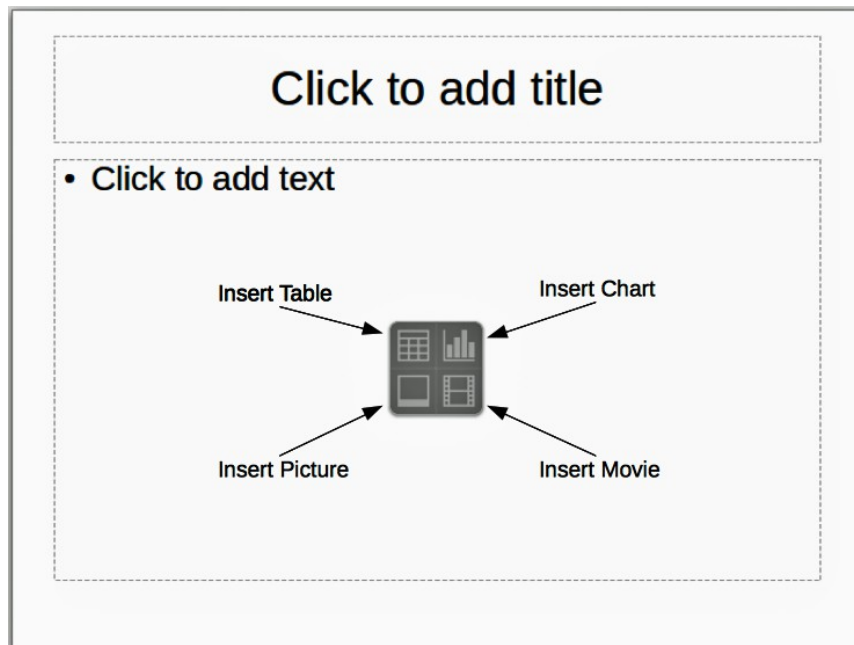 Click to add title
• Click to add text
Insert Table
Insert Chart
Insert Picture
Insert Movie